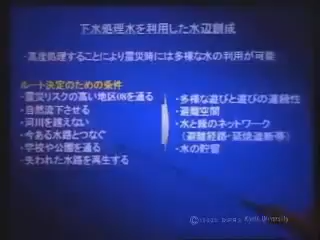 下水処理水を利用した水辺創成
・高度処理することにより震災時には多様な水の利用が可能
ルート決定のための条件
・震災リスクの高い地区08を通る
・自然流下させる
・河川を越えない
・今ある水路とつなぐ
・学校や公園を通る
・失われた水路を再生する
・多様な遊びと遊びの連続性
・避難空間
・水と緑のネットワーク
(避難経路・延焼遮断帯)
・水の貯留
Kyoto University